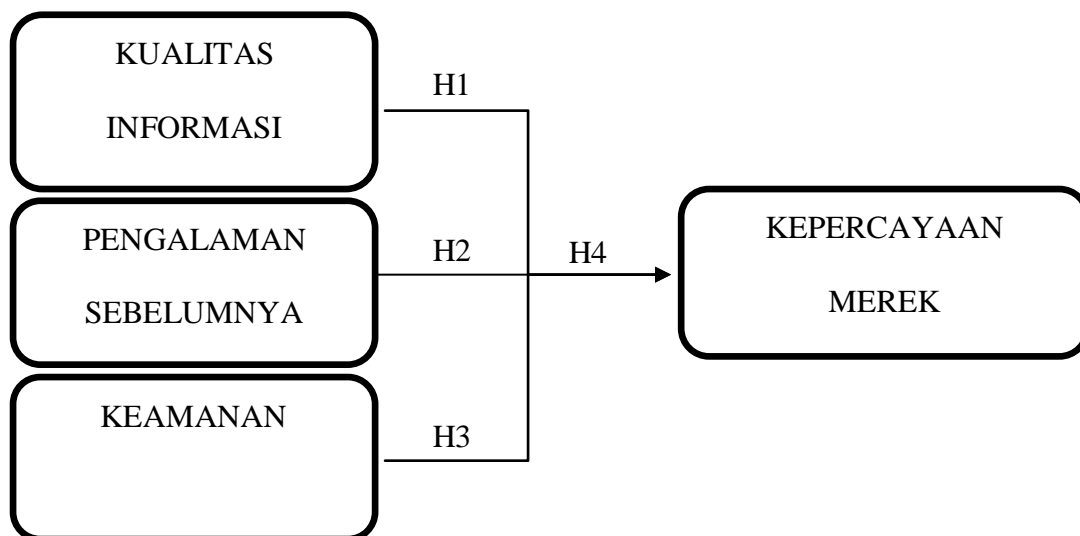 KUALITAS
INFORMASI
H1
PENGALAMAN
SEBELUMNYA
H2
H4
KEPERCAYAAN
MEREK
KEAMANAN
H3